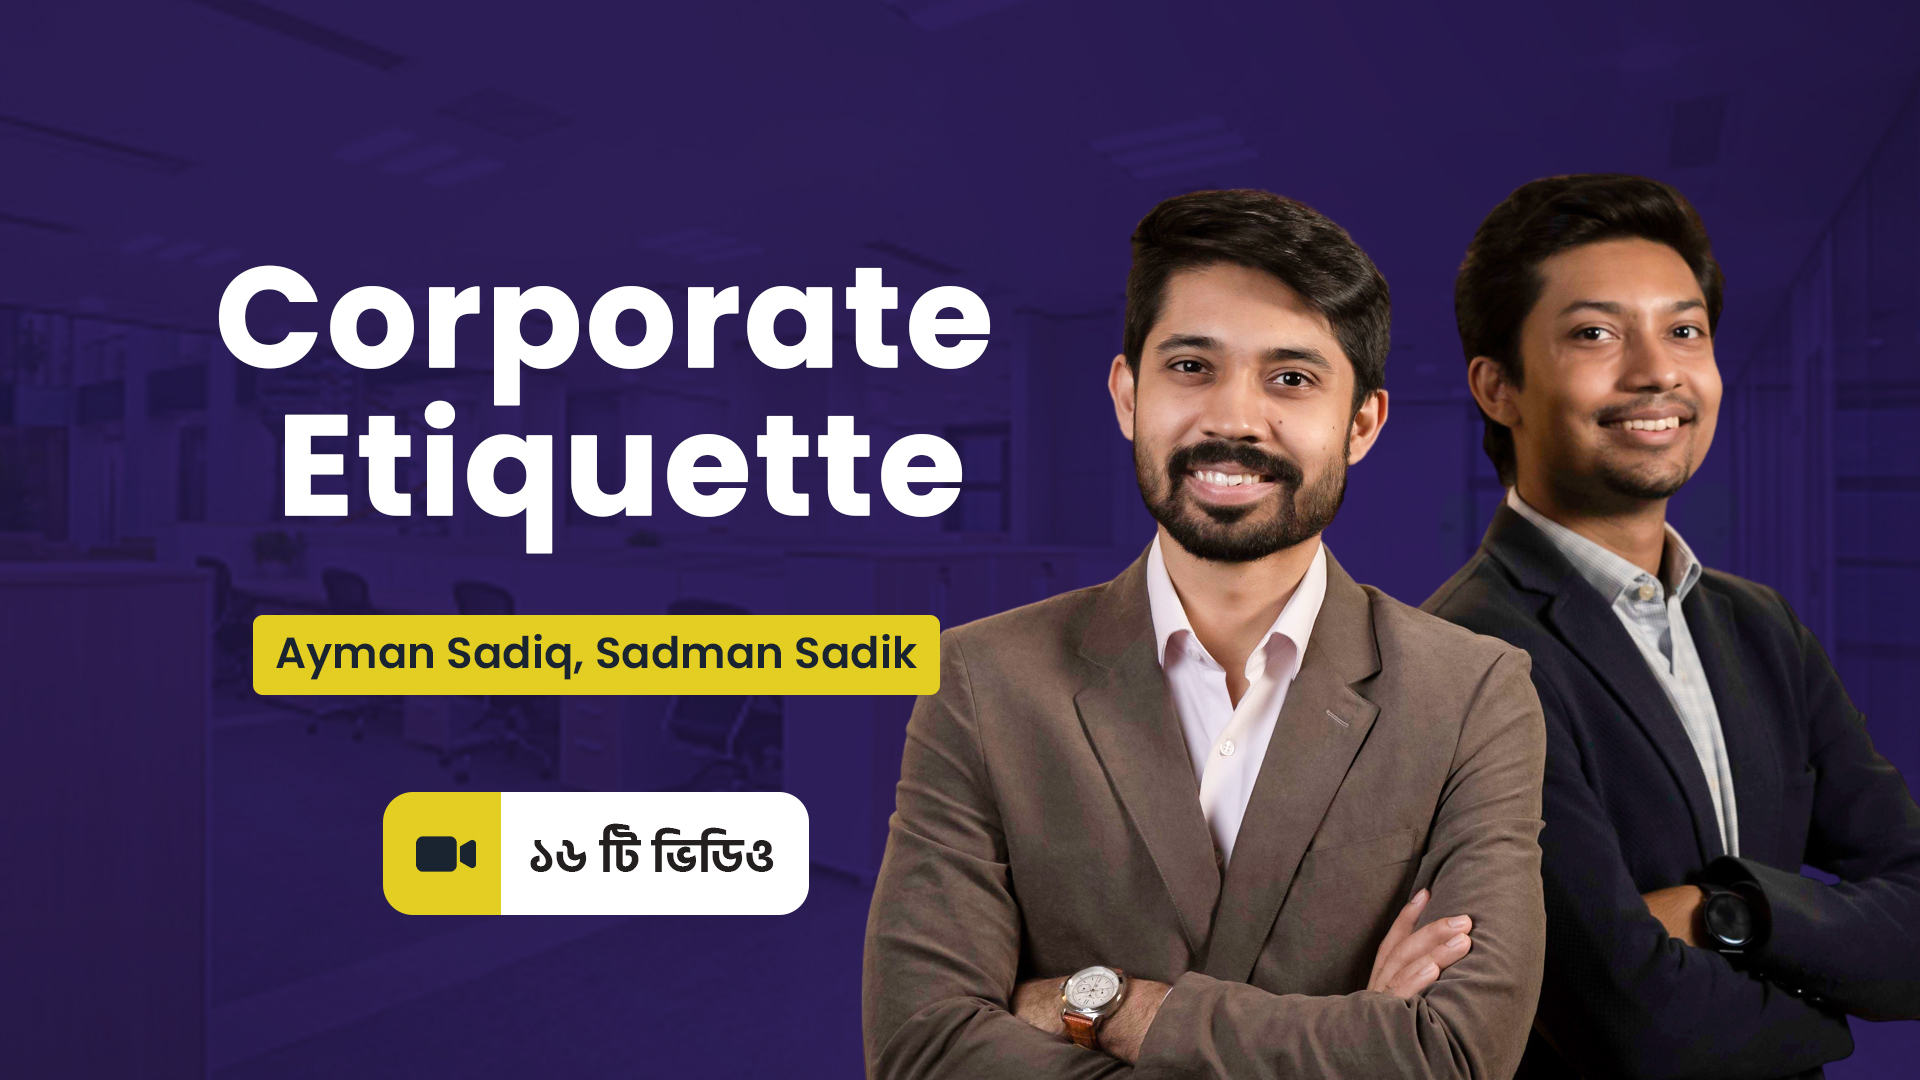 Corporate
Etiquette
Ayman Sadiq, Sadman Sadik
১৬ টি ভিডিও